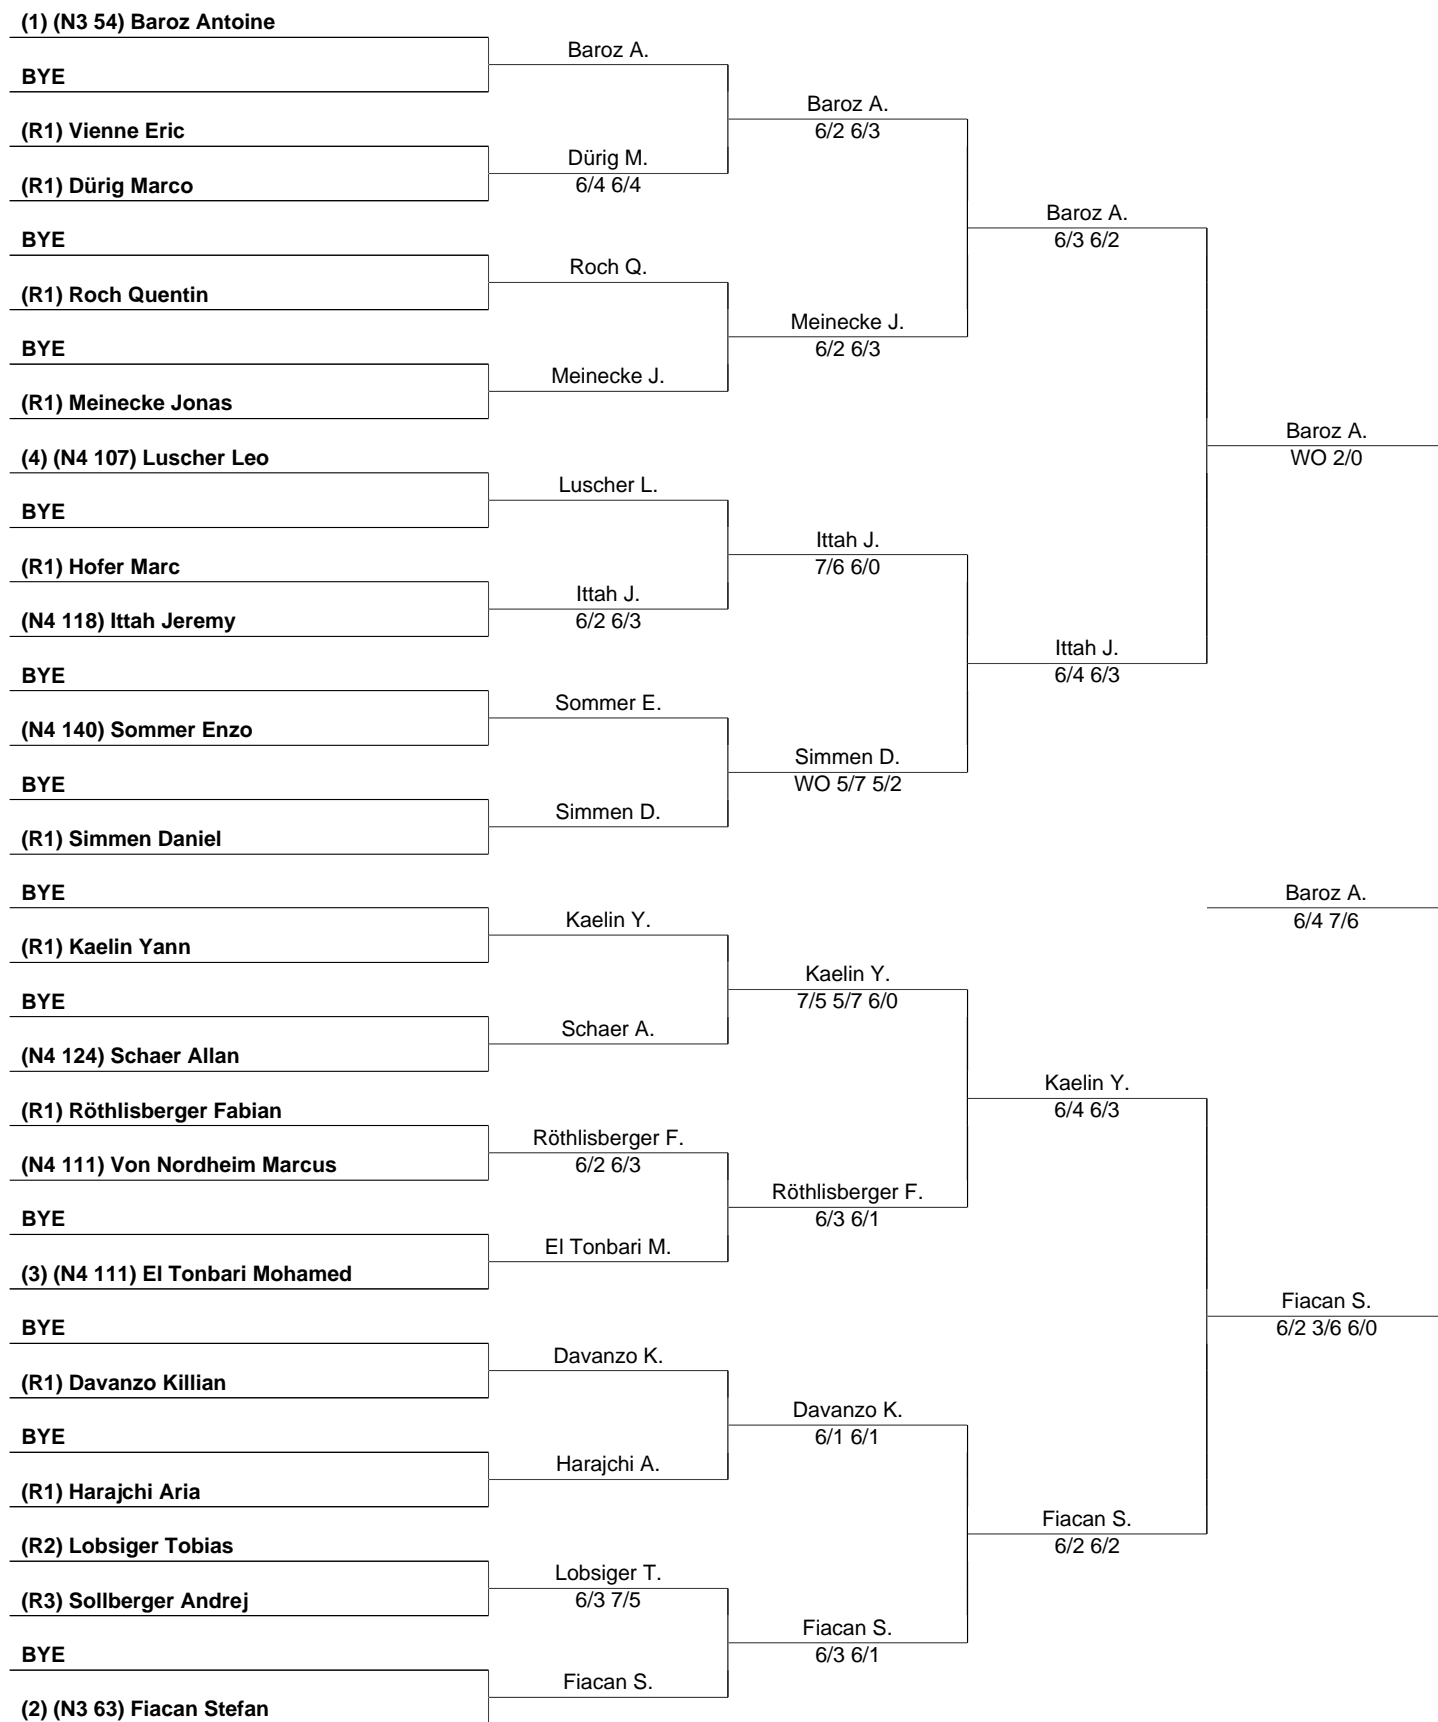 (1) (N3 54) Baroz Antoine
Baroz A.
BYE
Baroz A.
6/2 6/3
(R1) Vienne Eric
Dürig M.
6/4 6/4
(R1) Dürig Marco
Baroz A.
6/3 6/2
BYE
Roch Q.
(R1) Roch Quentin
Meinecke J.
6/2 6/3
BYE
Meinecke J.
(R1) Meinecke Jonas
Baroz A.
WO 2/0
(4) (N4 107) Luscher Leo
Luscher L.
BYE
Ittah J.
7/6 6/0
(R1) Hofer Marc
Ittah J.
6/2 6/3
(N4 118) Ittah Jeremy
Ittah J.
6/4 6/3
BYE
Sommer E.
(N4 140) Sommer Enzo
Simmen D.
WO 5/7 5/2
BYE
Simmen D.
(R1) Simmen Daniel
BYE
Baroz A.
6/4 7/6
Kaelin Y.
(R1) Kaelin Yann
Kaelin Y.
7/5 5/7 6/0
BYE
Schaer A.
(N4 124) Schaer Allan
Kaelin Y.
6/4 6/3
(R1) Röthlisberger Fabian
Röthlisberger F.
6/2 6/3
(N4 111) Von Nordheim Marcus
Röthlisberger F.
6/3 6/1
BYE
El Tonbari M.
(3) (N4 111) El Tonbari Mohamed
Fiacan S.
6/2 3/6 6/0
BYE
Davanzo K.
(R1) Davanzo Killian
Davanzo K.
6/1 6/1
BYE
Harajchi A.
(R1) Harajchi Aria
Fiacan S.
6/2 6/2
(R2) Lobsiger Tobias
Lobsiger T.
6/3 7/5
(R3) Sollberger Andrej
Fiacan S.
6/3 6/1
BYE
Fiacan S.
(2) (N3 63) Fiacan Stefan